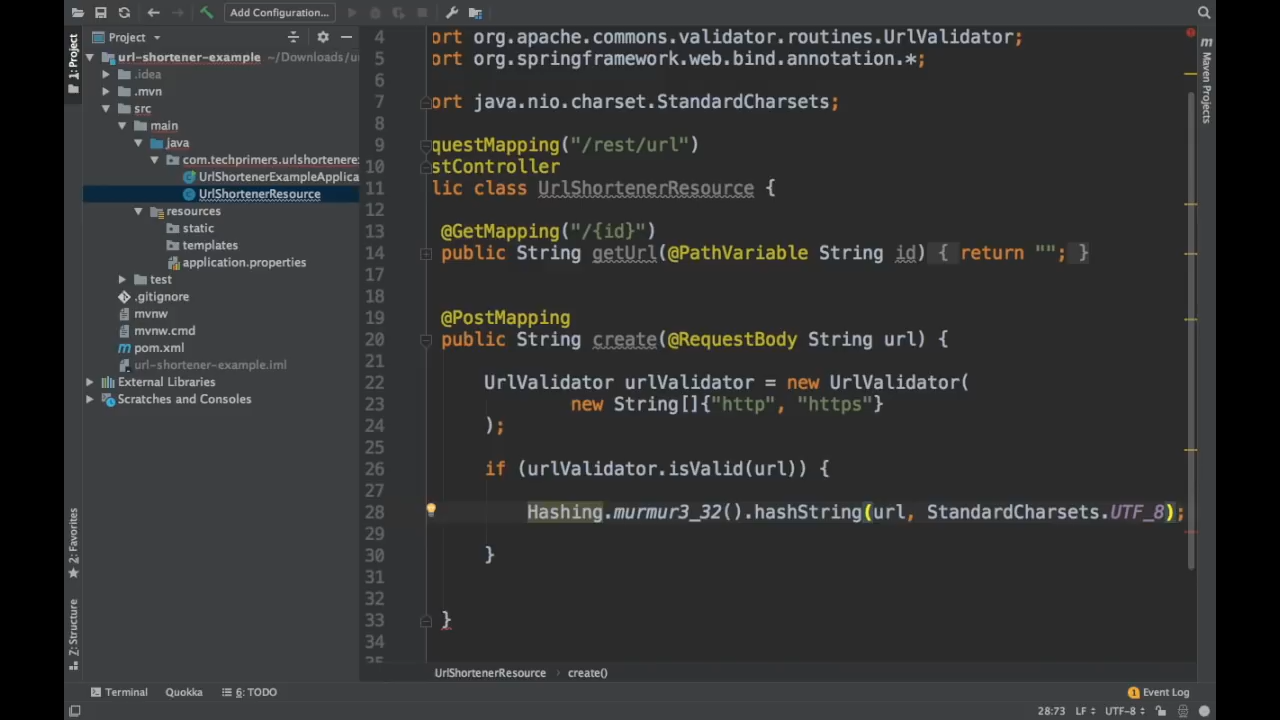 Add Configuration...
Project
url-shortener-example ~/Downloads/u
.idea
.mvn
src
main
java
com.techprimers.urlshortenere
UrlShortenerExampleApplica
UrlShortenerResource
resources
static
templates
application.properties
test
.gitignore
mvnw
mvnw.cmd
pom.xml
url-shortener-example.iml
External Libraries
Scratches and Consoles
1: Project
2: Favorites
7: Structure
Maven Projects
4 ort org.apache.commons.validator.routines.UrlValidator;
5 ort org.springframework.web.bind.annotation.*;
6
7 ort java.nio.charset.StandardCharsets;
8
9 questMapping("/rest/url")
10 stController
11 lic class UrlShortenerResource {
12
13 @GetMapping("/{id}")
14 public String getUrl(@PathVariable String id) { return ""; }
17
18
19 @PostMapping
20 public String create(@RequestBody String url) {
21
22 UrlValidator urlValidator = new UrlValidator(
23 new String[]{"http", "https"}
24 );
25
26 if (urlValidator.isValid(url)) {
27
28 Hashing.murmur3_32().hashString(url, StandardCharsets.UTF_8);
29
30 }
31
32
33 }
34
35
UrlShortenerResource › create()
Terminal Quokka 6: TODO
1 Event Log
28:73 LF UTF-8